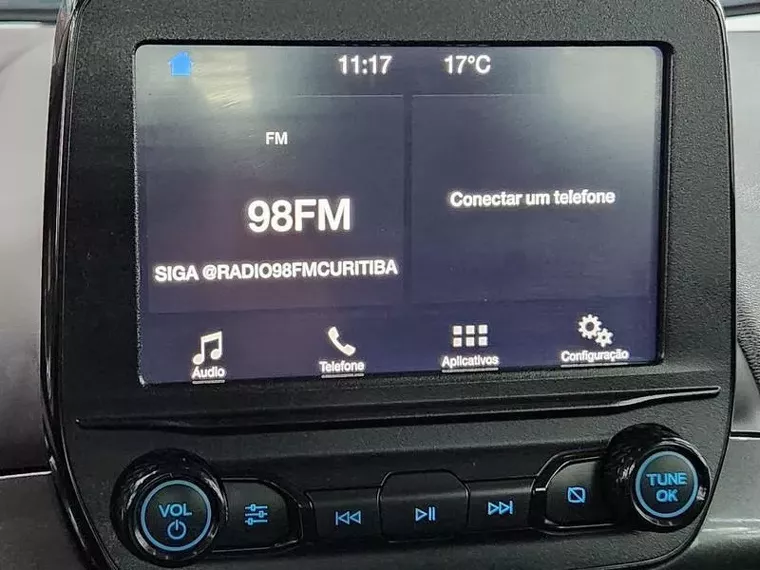 11:17 17°C
FM
98FM
Conectar um telefone
SIGA @RADIO98FMCURITIBA
Áudio Telefone Aplicativos Configuração
VOL
TUNE
OK